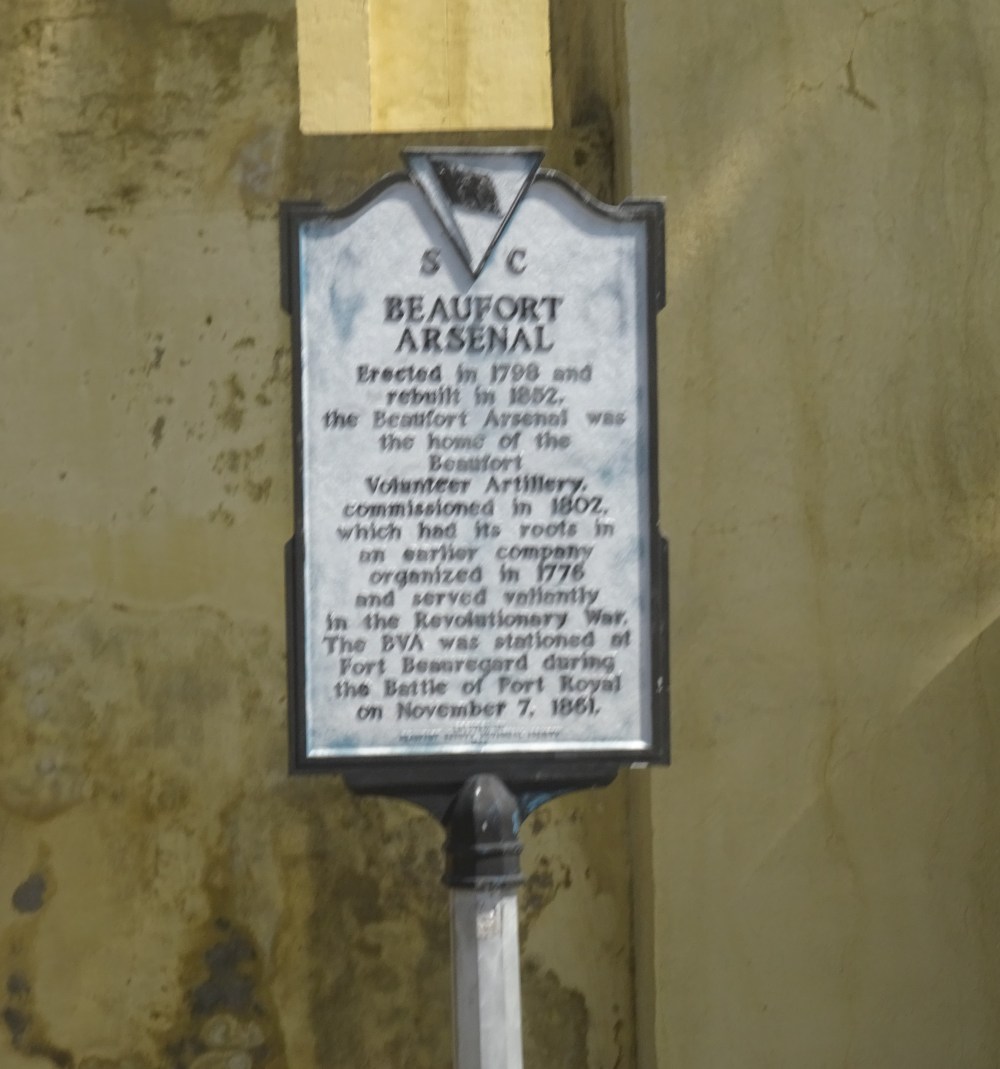 S C
BEAUFORT
ARSENAL
Erected in 1798 and
rebuilt in 1852,
the Beaufort Arsenal was
the home of the
Beaufort
Volunteer Artillery,
commissioned in 1802,
which had its roots in
an earlier company
organized in 1776
and served valiantly
in the Revolutionary War.
The BVA was stationed at
Fort Beauregard during
the Battle of Port Royal
on November 7, 1861.